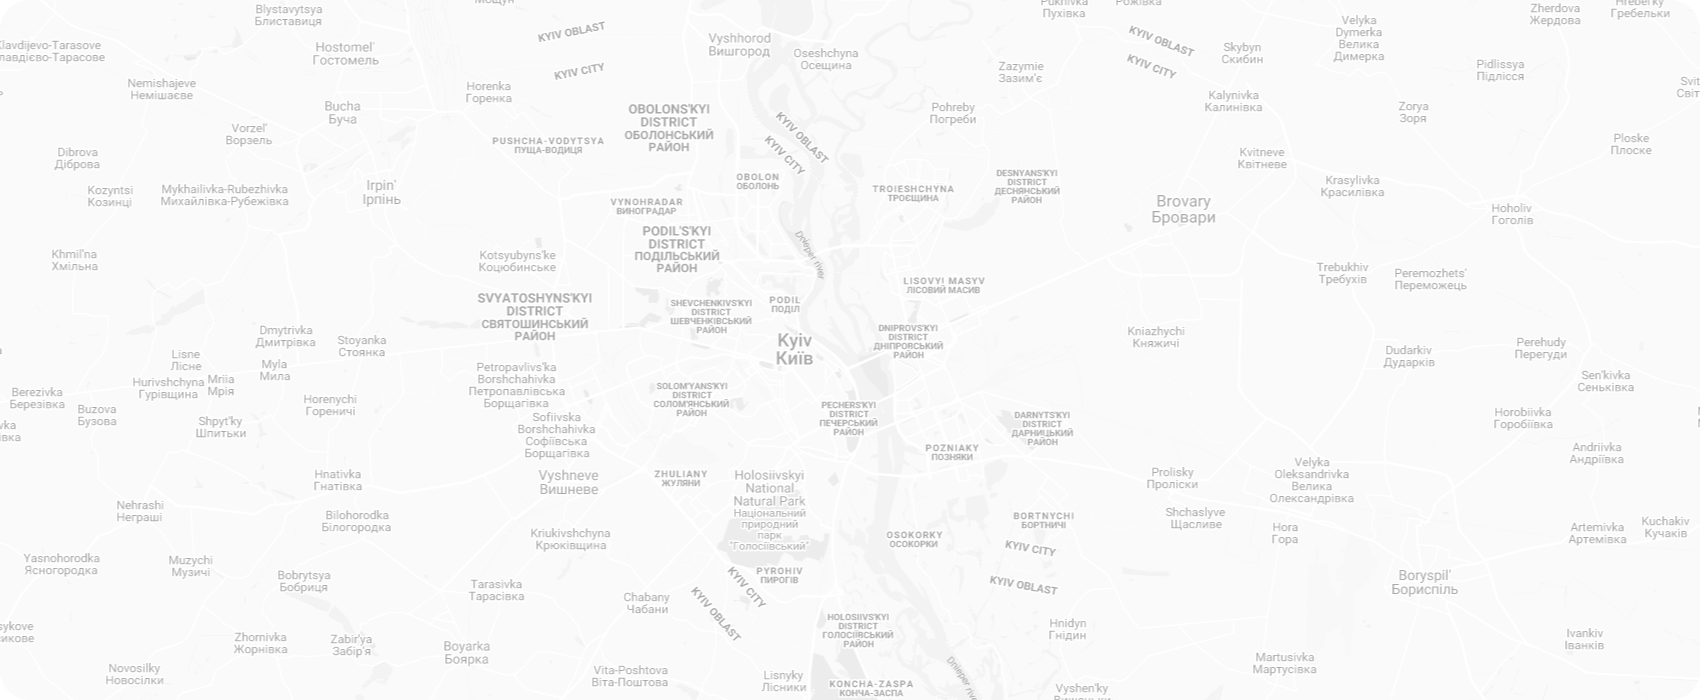 Blystavytsya
Блиставиця
KYIV OBLAST
KYIV CITY
Vyshhorod
Вишгород
Oseshchyna
Осещина
Пухівка
Рожівка
KYIV OBLAST
KYIV CITY
Skybyn
Скибин
Velyka
Dymerka
Велика
Димерка
Zherdova
Жердова
Гребельки
Hostomel'
Гостомель
Nemishajeve
Немішаєве
Horenka
Горенка
Zazymie
Зазим'є
Pidlissya
Підлісся
Bucha
Буча
OBOLONS'KYI
DISTRICT
ОБОЛОНСЬКИЙ
РАЙОН
Pohreby
Погреби
Kalynivka
Калинівка
Zorya
Зоря
Vorzel'
Ворзель
PUSHCHA-VODYTSYA
ПУЩА-ВОДИЦЯ
KYIV OBLAST
KYIV CITY
Ploske
Плоске
Dibrova
Діброва
Kvitneve
Квітневе
Kozyntsi
Козинці
Mykhailivka-Rubezhivka
Михайлівка-Рубежівка
Irpin'
Ірпінь
OBOLON
ОБОЛОНЬ
TROIESHCHYNA
ТРОЄЩИНА
DESNYANS'KYI
DISTRICT
ДЕСНЯНСЬКИЙ
РАЙОН
Krasylivka
Красилівка
VYNOHRADAR
ВИНОГРАДАР
Brovary
Бровари
Hoholiv
Гоголів
PODIL'S'KYI
DISTRICT
ПОДІЛЬСЬКИЙ
РАЙОН
Dnieper river
Khmil'na
Хмільна
Kotsyubyns'ke
Коцюбинське
Trebukhiv
Требухів
Peremozhets'
Переможець
LISOVYI MASYV
ЛІСОВИЙ МАСИВ
SVYATOSHYNS'KYI
DISTRICT
СВЯТОШИНСЬКИЙ
РАЙОН
SHEVCHENKIVS'KYI
DISTRICT
ШЕВЧЕНКІВСЬКИЙ
РАЙОН
PODIL
ПОДІЛ
Dmytrivka
Дмитрівка
Stoyanka
Стоянка
Kyiv
Київ
DNIPROVS'KYI
DISTRICT
ДНІПРОВСЬКИЙ
РАЙОН
Kniazhychi
Княжичі
Dudarkiv
Дударків
Perehudy
Перегуди
Lisne
Лісне
Myla
Мила
Petropavlivs'ka
Borshchahivka
Петропавлівська
Борщагівка
Sen'kivka
Сеньківка
Berezivka
Березівка
Hurivshchyna
Гурівщина
Mriia
Мрія
SOLOM'YANS'KYI
DISTRICT
СОЛОМ'ЯНСЬКИЙ
РАЙОН
Buzova
Бузова
Horenychi
Гореничі
PECHERS'KYI
DISTRICT
ПЕЧЕРСЬКИЙ
РАЙОН
DARNYTS'KYI
DISTRICT
ДАРНИЦЬКИЙ
РАЙОН
Horobiivka
Горобіївка
Shpyt'ky
Шпитьки
Sofiivska
Borshchahivka
Софіївська
Борщагівка
POZNIAKY
ПОЗНЯКИ
Andriivka
Андріївка
Hnativka
Гнатівка
Vyshneve
Вишневе
ZHULIANY
ЖУЛЯНИ
Holosiivskyi
National
Natural Park
Національний
природний
парк
"Голосіївський"
Prolisky
Проліски
Velyka
Oleksandrivka
Велика
Олександрівка
Nehrashi
Неграші
Bilohorodka
Білогородка
BORTNYCHI
БОРТНИЧІ
Shchaslyve
Щасливе
Hora
Гора
Artemivka
Артемівка
Kuchakiv
Кучаків
Kriukivshchyna
Крюківщина
OSOKORKY
ОСОКОРКИ
KYIV CITY
KYIV OBLAST
Yasnohorodka
Ясногородка
Muzychi
Музичі
Bobrytsya
Бобриця
PYROHIV
ПИРОГІВ
KYIV CITY
KYIV OBLAST
Boryspil'
Бориспіль
Tarasivka
Тарасівка
Chabany
Чабани
HOLOSIIVS'KYI
DISTRICT
ГОЛОСІЇВСЬКИЙ
РАЙОН
Hnidyn
Гнідин
Zhornivka
Жорнівка
Zabir'ya
Забір'я
Boyarka
Боярка
Ivankiv
Іванків
Novosilky
Новосілки
Vita-Poshtova
Віта-Поштова
Lisnyky
Лісники
KONCHA-ZASPA
КОНЧА-ЗАСПА
Martusivka
Мартусівка
Vyshen'ky